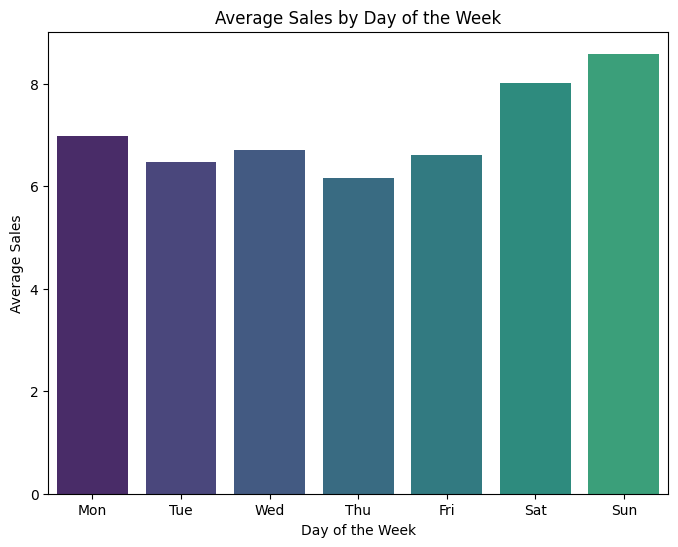 Average Sales by Day of the Week
Average Sales
8
6
4
2
0
Mon Tue Wed Thu Fri Sat Sun
Day of the Week